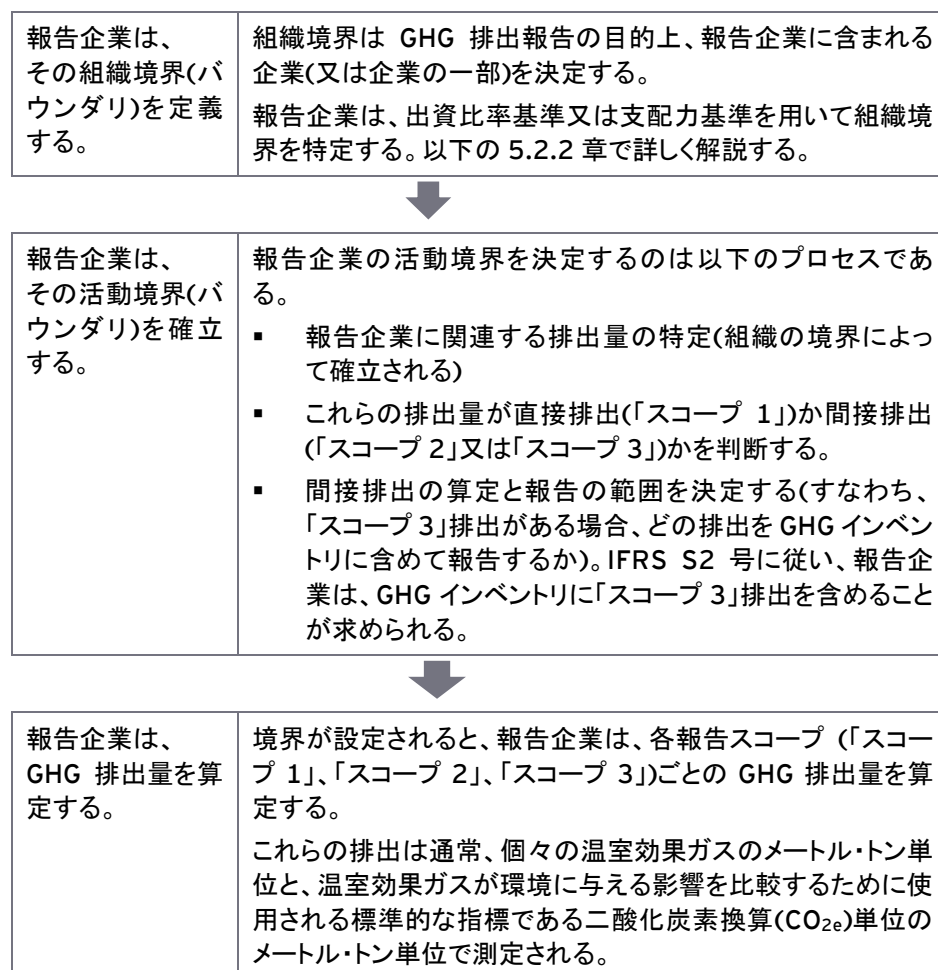 報告企業は、
その組織境界(バ
ウンダリ)を定義
する。
組織境界は GHG 排出報告の目的上、報告企業に含まれる
企業(又は企業の一部)を決定する。
報告企業は、出資比率基準又は支配力基準を用いて組織境
界を特定する。以下の 5.2.2 章で詳しく解説する。
報告企業は、
その活動境界(バ
ウンダリ)を確立
する。
報告企業の活動境界を決定するのは以下のプロセスであ
る。
▪ 報告企業に関連する排出量の特定(組織の境界によっ
て確立される)
▪ これらの排出量が直接排出(「スコープ 1」)か間接排出
(「スコープ 2」又は「スコープ 3」)かを判断する。
▪ 間接排出の算定と報告の範囲を決定する(すなわち、
「スコープ 3」排出がある場合、どの排出を GHG インベン
トリに含めて報告するか)。IFRS S2 号に従い、報告企
業は、GHG インベントリに「スコープ 3」排出を含めること
が求められる。
報告企業は、
GHG 排出量を算
定する。
境界が設定されると、報告企業は、各報告スコープ (「スコー
プ 1」、「スコープ 2」、「スコープ 3」)ごとの GHG 排出量を算
定する。
これらの排出は通常、個々の温室効果ガスのメートル・トン単
位と、温室効果ガスが環境に与える影響を比較するために使
用される標準的な指標である二酸化炭素換算(CO₂e)単位の
メートル・トン単位で測定される。